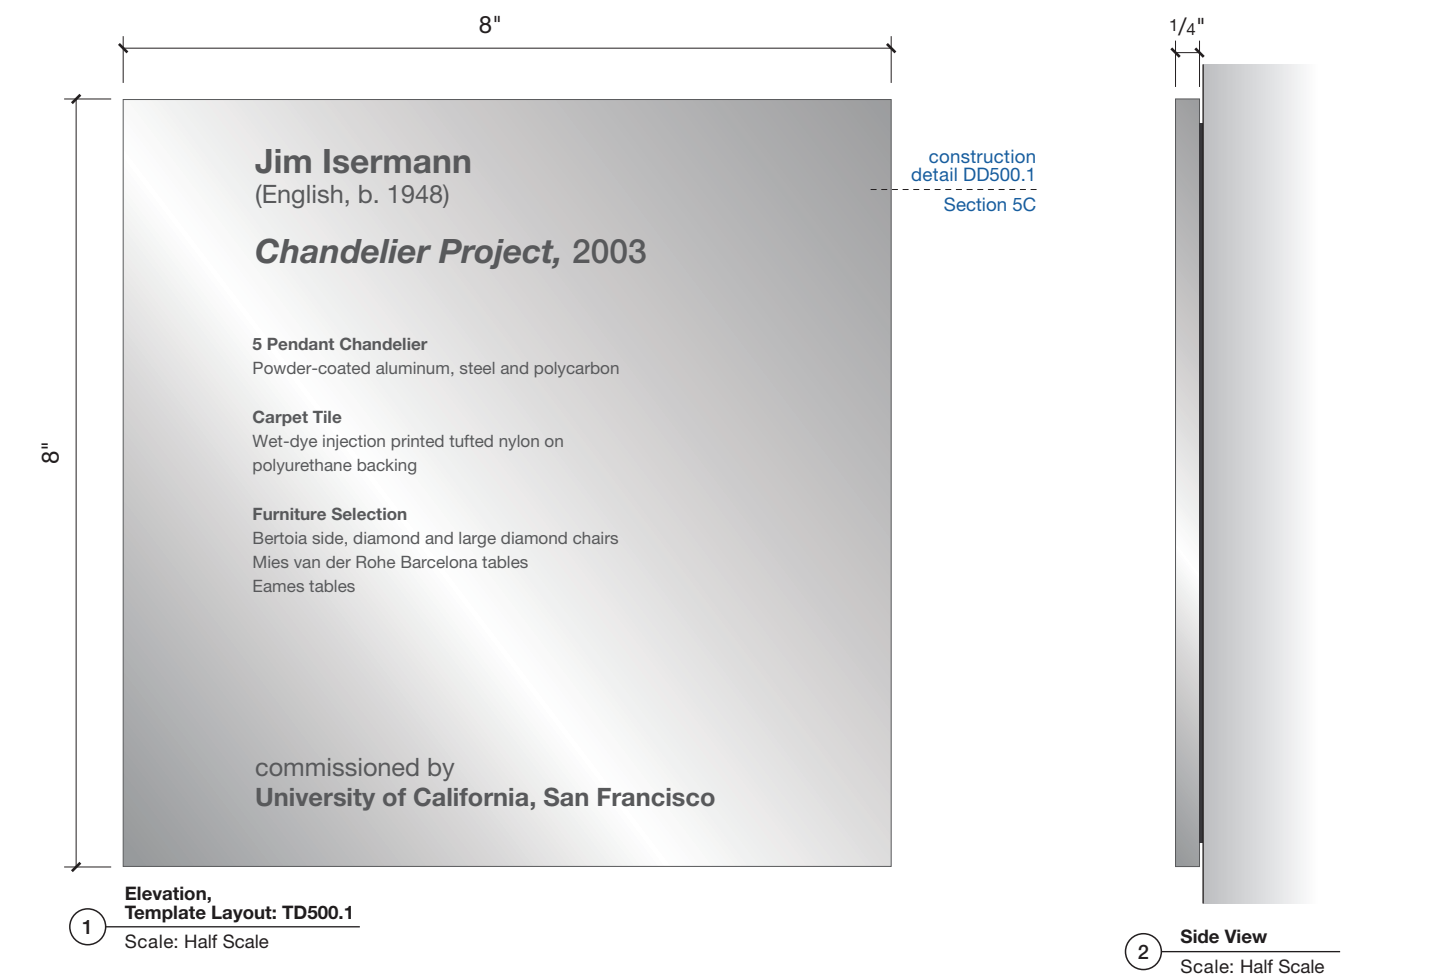 8"
1/4"
8"
Jim Isermann
(English, b. 1948)
Chandelier Project, 2003
construction
detail DD500.1
Section 5C
5 Pendant Chandelier
Powder-coated aluminum, steel and polycarbon
Carpet Tile
Wet-dye injection printed tufted nylon on
polyurethane backing
Furniture Selection
Bertoia side, diamond and large diamond chairs
Mies van der Rohe Barcelona tables
Eames tables
commissioned by
University of California, San Francisco
1
Elevation,
Template Layout: TD500.1
Scale: Half Scale
2
Side View
Scale: Half Scale